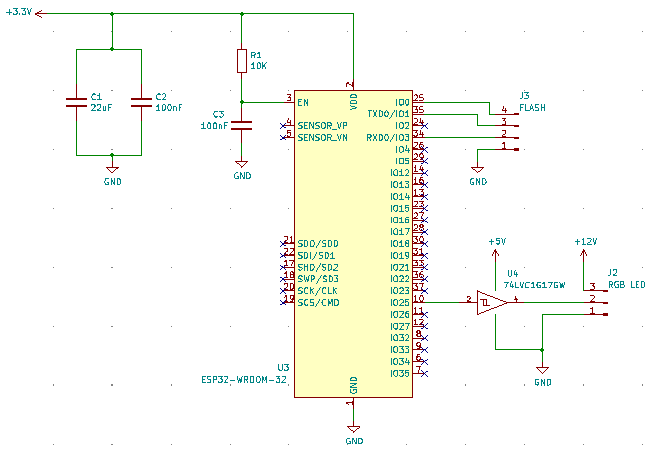 +3.3V
C1
22uF
C2
100nF
R1
10K
C3
100nF
GND
GND
3 EN
4 SENSOR_VP
5 SENSOR_VN
21 SDO/SD0
22 SDI/SD1
17 SHD/SD2
18 SWP/SD3
20 SCK/CLK
19 SCS/CMD
2
VDD
IO0 25
TXD0/IO1 35
IO2 24
RXD0/IO3 34
IO4 26
IO5 29
IO12 14
IO13 16
IO14 13
IO15 23
IO16 27
IO17 28
IO18 30
IO19 31
IO21 33
IO22 36
IO23 37
IO25 10
IO26 11
IO27 12
IO32 8
IO33 9
IO34 6
IO35 7
GND
1
GND
U3
ESP32-WROOM-32
J3
FLASH
4
3
2
1
GND
+5V
U4
74LVC1G17GW
2
4
GND
+12V
J2
RGB LED
3
2
1